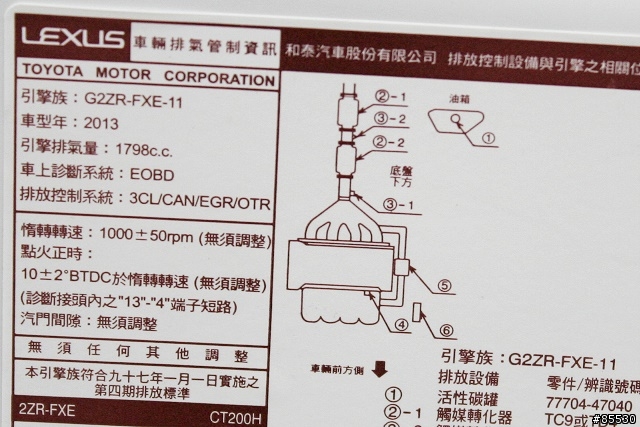 LEXUS 車輛排氣管制資訊 和泰汽車股份有限公司 排放控制設備與引擎之相關位
TOYOTA MOTOR CORPORATION
引擎族：G2ZR-FXE-11
車型年：2013
引擎排氣量：1798c.c.
車上診斷系統：EOBD
排放控制系統：3CL/CAN/EGR/OTR
惰轉轉速：1000±50rpm (無須調整)
點火正時：
10±2°BTDC於惰轉轉速 (無須調整)
(診斷接頭內之"13"-"4"端子短路)
汽門間隙：無須調整
無須任何其他調整
本引擎族符合九十七年一月一日實施之
第四期排放標準
2ZR-FXE CT200H
②-1
③-2
②-2
油箱
①
底盤
下方
③-1
⑤
④
⑥
車輛前方側
引擎族：G2ZR-FXE-11
排放設備 零件/辨識號
① 活性碳罐 77704-47040
②-1 觸媒轉化器 TC9或
②-2
#85530